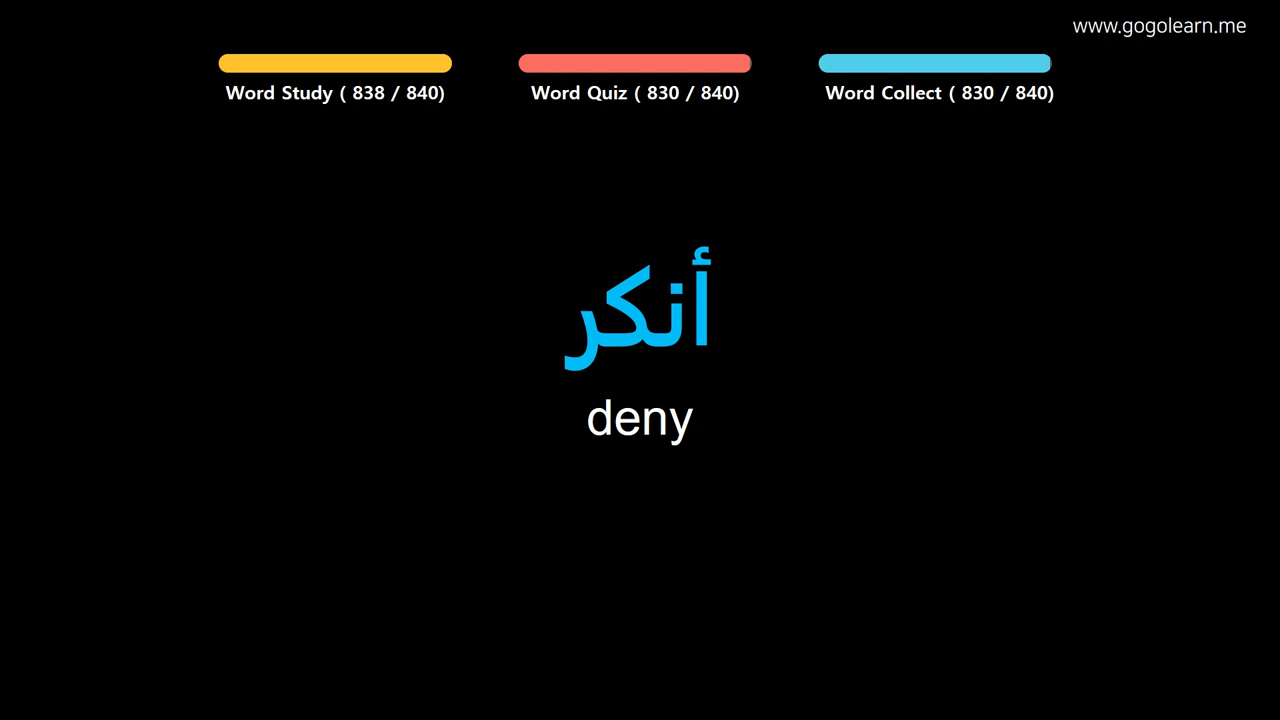 www.gogolearn.me
Word Study ( 838 / 840)
Word Quiz ( 830 / 840)
Word Collect ( 830 / 840)
أنكر
deny